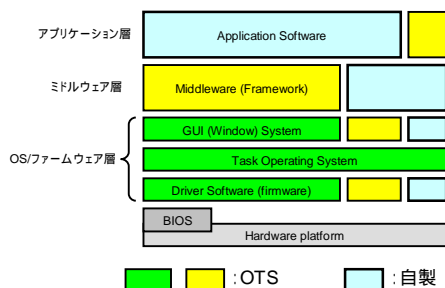 アプリケーション層
Application Software
ミドルウェア層
Middleware (Framework)
GUI (Window) System
OS/ファームウェア層
Task Operating System
Driver Software (firmware)
BIOS
Hardware platform
: OTS
: 自製